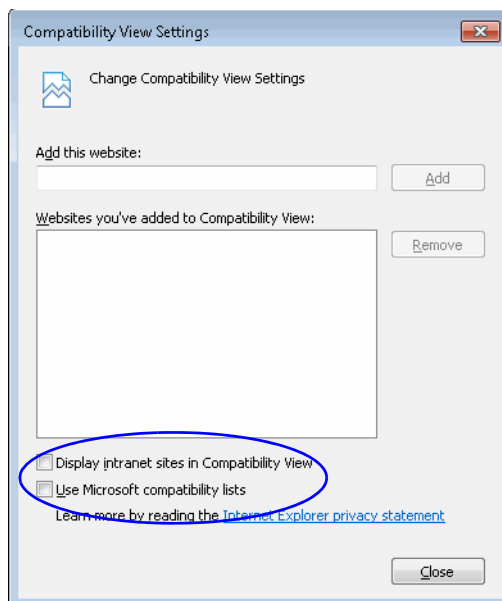 Compatibility View Settings
Change Compatibility View Settings
Add this website:
Add
Websites you've added to Compatibility View:
Remove
Display intranet sites in Compatibility View
Use Microsoft compatibility lists
Learn more by reading the Internet Explorer privacy statement
Close